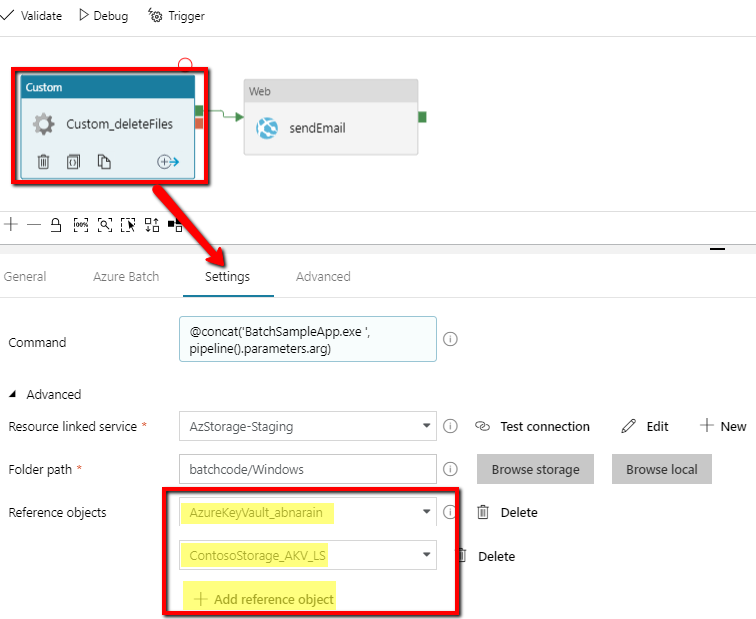 Validate Debug Trigger
Custom
Custom_deleteFiles
Web
sendEmail
100%
General Azure Batch Settings Advanced
Command
@concat('BatchSampleApp.exe ',
pipeline().parameters.arg)
Advanced
Resource linked service * AzStorage-Staging Test connection Edit New
Folder path * batchcode/Windows Browse storage Browse local
Reference objects AzureKeyVault_abnarain Delete
ContosoStorage_AKV_LS Delete
Add reference object